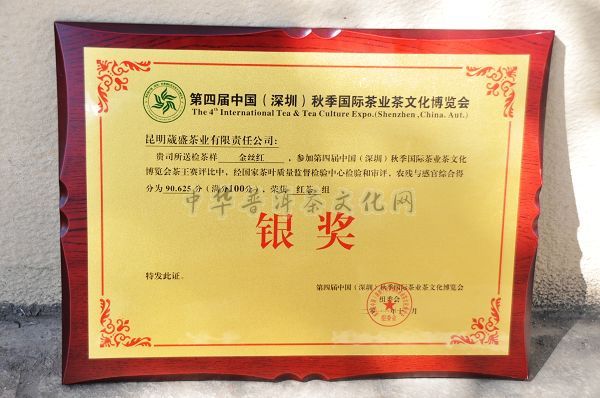 第四届中国（深圳）秋季国际茶业茶文化博览会
The 4th International Tea & Tea Culture Expo.(Shenzhen,China. Aut.)
昆明葳盛茶业有限责任公司：
贵司所送检茶样 金丝红 ，参加第四届中国（深圳）秋季国际茶业茶文化
博览会茶王赛评比中，经国家茶叶质量监督检验中心检验和审评，农残与感官综合得
分为 90.625 分（满分100分），荣获 红茶 组
中华普洱茶文化网
银奖
特发此证。
第四届中国（深圳）秋季国际茶业茶文化博览会
组委会